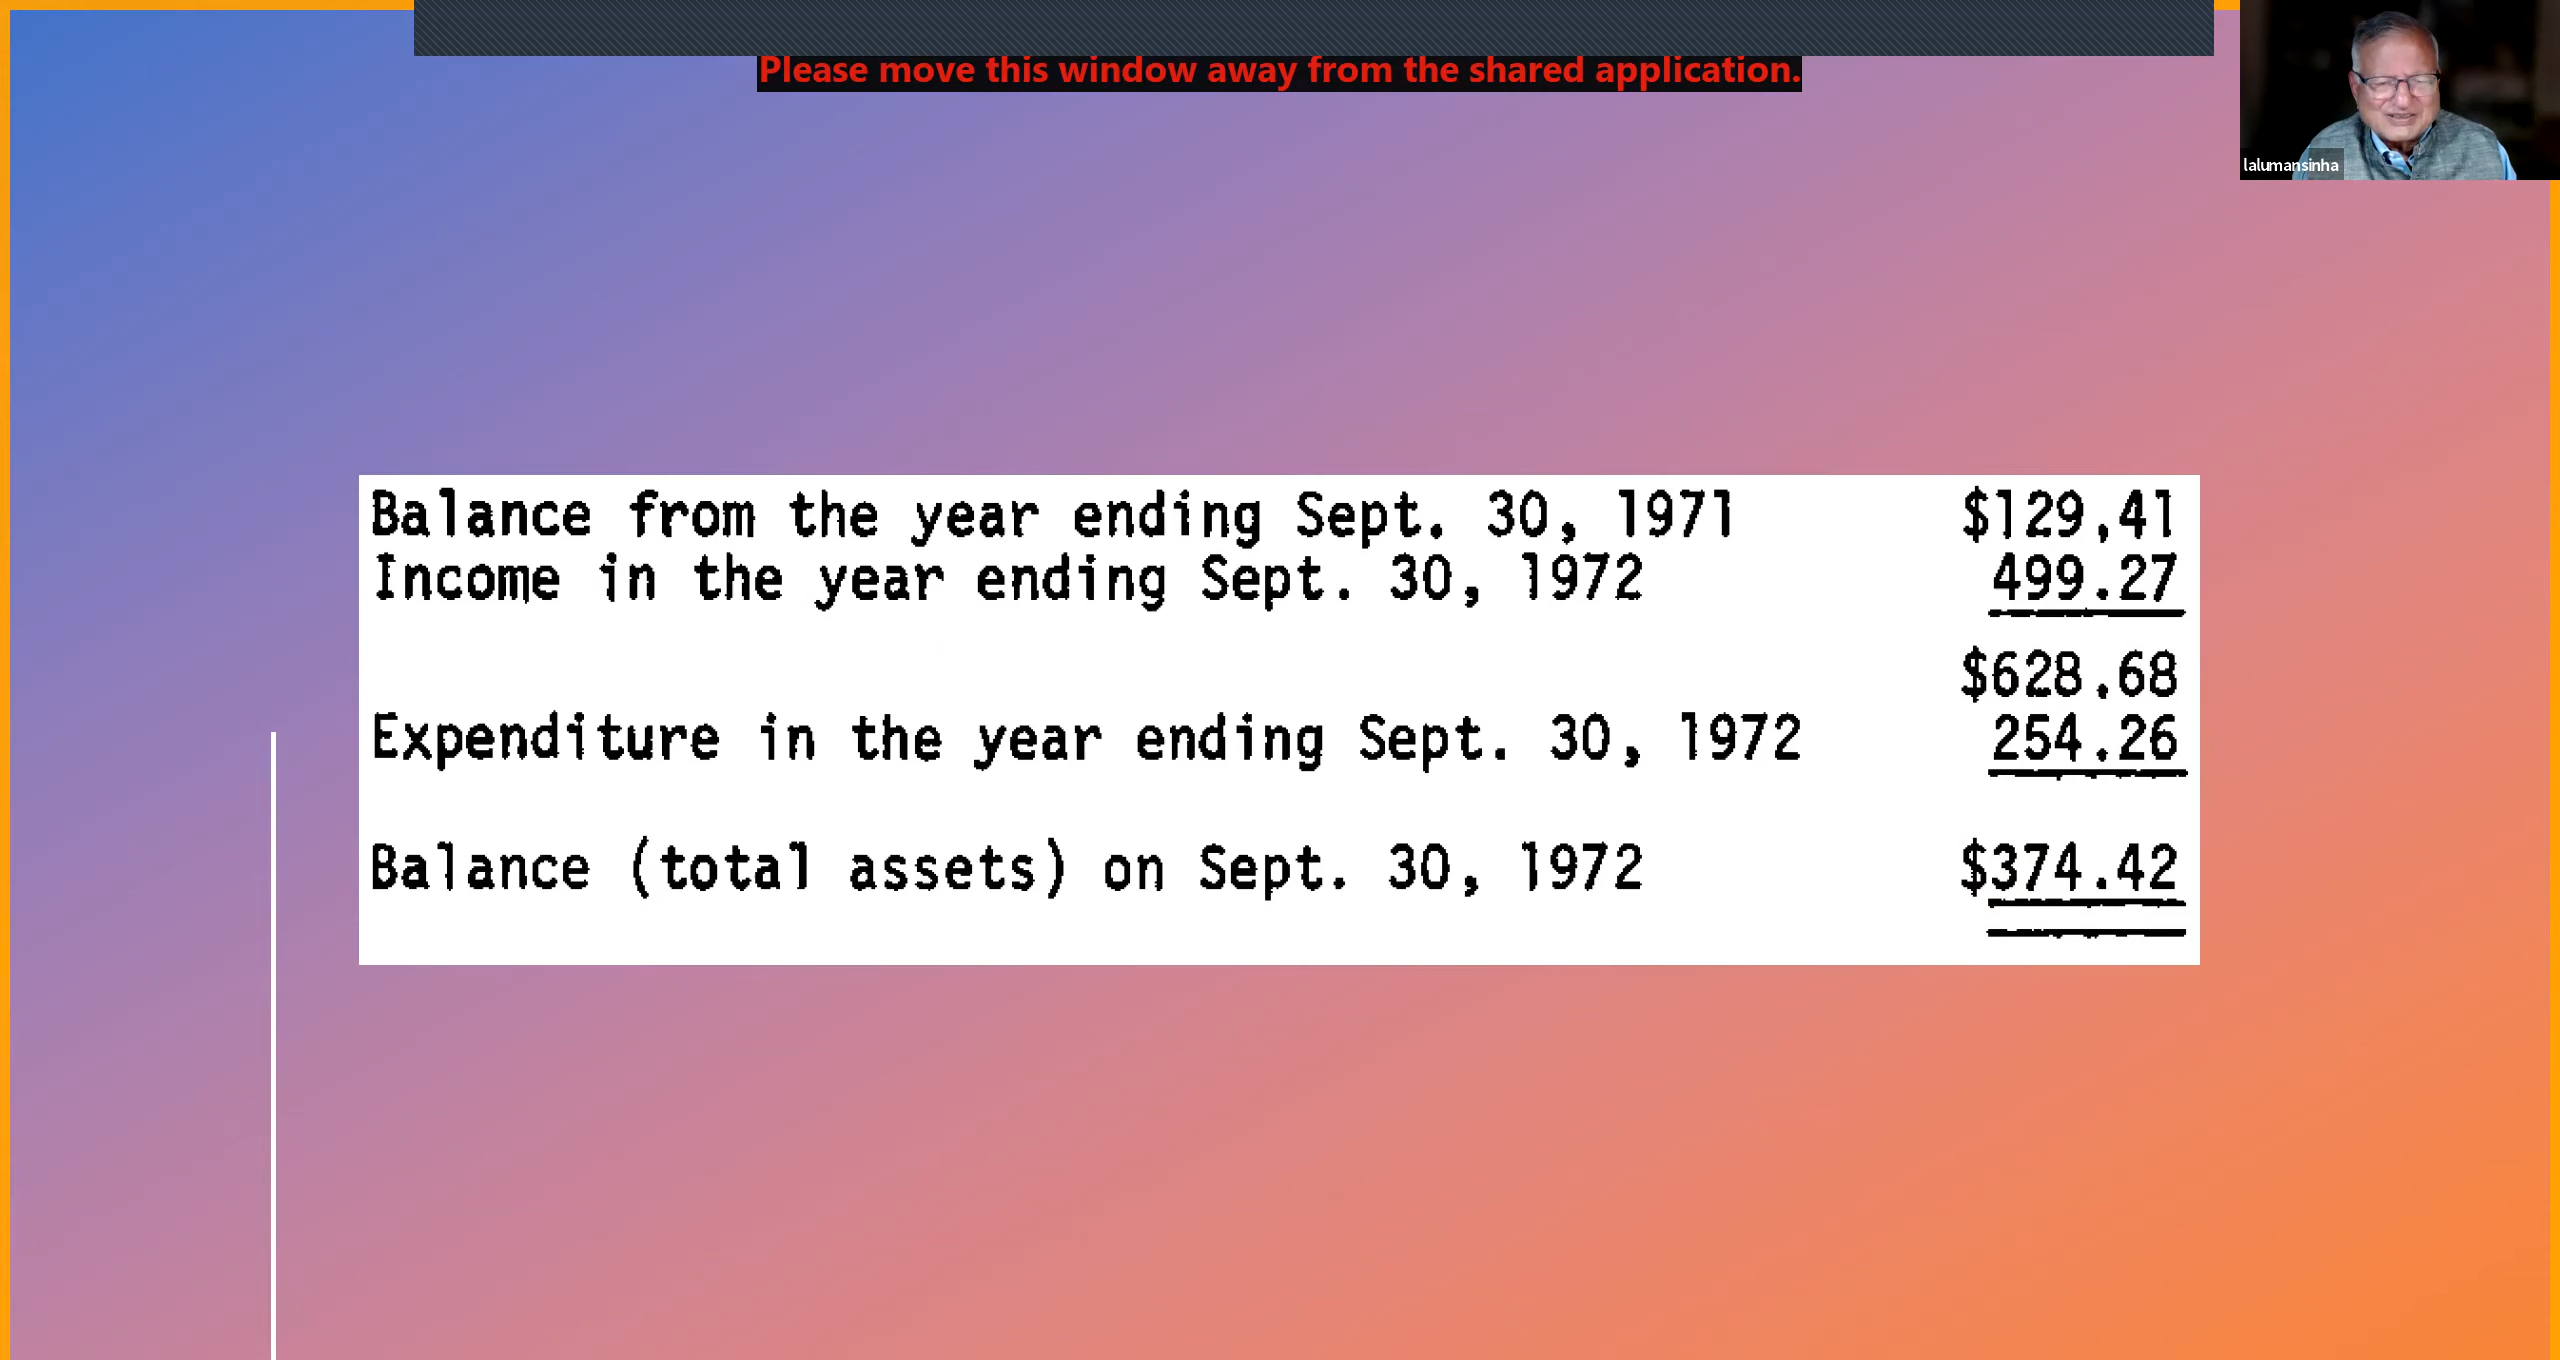 Please move this window away from the shared application.
lalumansinha
Balance from the year ending Sept. 30, 1971 $129.41
Income in the year ending Sept. 30, 1972 499.27
$628.68
Expenditure in the year ending Sept. 30, 1972 254.26
Balance (total assets) on Sept. 30, 1972 $374.42